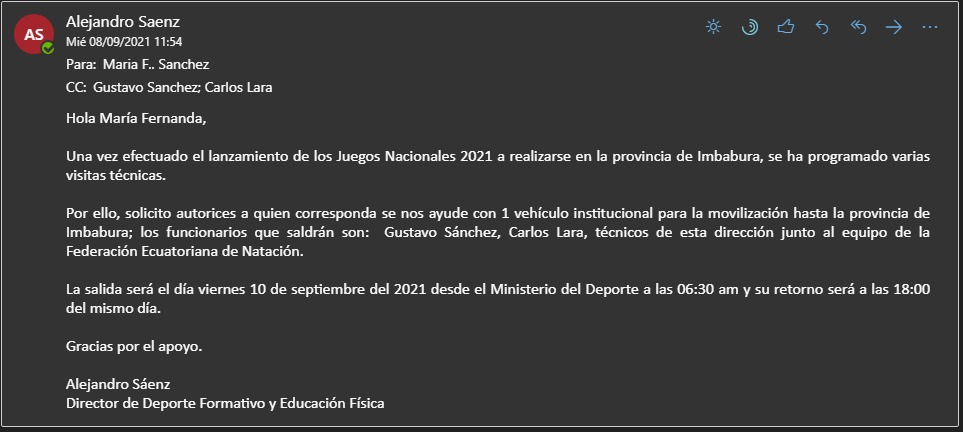 AS
Alejandro Saenz
Mié 08/09/2021 11:54
Para: Maria F.. Sanchez
CC: Gustavo Sanchez; Carlos Lara
Hola María Fernanda,
Una vez efectuado el lanzamiento de los Juegos Nacionales 2021 a realizarse en la provincia de Imbabura, se ha programado varias
visitas técnicas.
Por ello, solicito autorices a quien corresponda se nos ayude con 1 vehículo institucional para la movilización hasta la provincia de
Imbabura; los funcionarios que saldrán son: Gustavo Sánchez, Carlos Lara, técnicos de esta dirección junto al equipo de la
Federación Ecuatoriana de Natación.
La salida será el día viernes 10 de septiembre del 2021 desde el Ministerio del Deporte a las 06:30 am y su retorno será a las 18:00
del mismo día.
Gracias por el apoyo.
Alejandro Sáenz
Director de Deporte Formativo y Educación Física